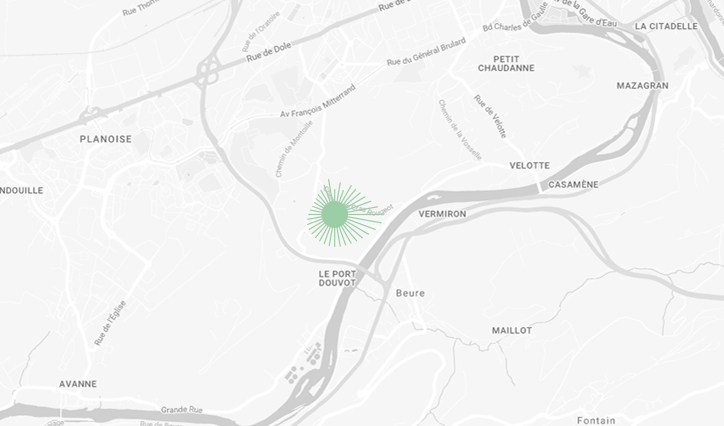 Rue Thom
Rue de l'Oratoire
Rue de
Bd Charles de Gaulle
de la Gare d'Eau
LA CITADELLE
Rue de Dole
Rue du Général Brulard
PETIT
CHAUDANNE
MAZAGRAN
Av François Mitterrand
Rue de Velotte
Chemin de la Vosselle
PLANOISE
Chemin de Montoille
VELOTTE
NDOUILLE
CASAMÈNE
VERMIRON
LE PORT
DOUVOT
Beure
Rue de l'Église
MAILLOT
AVANNE
Grande Rue
Fontain